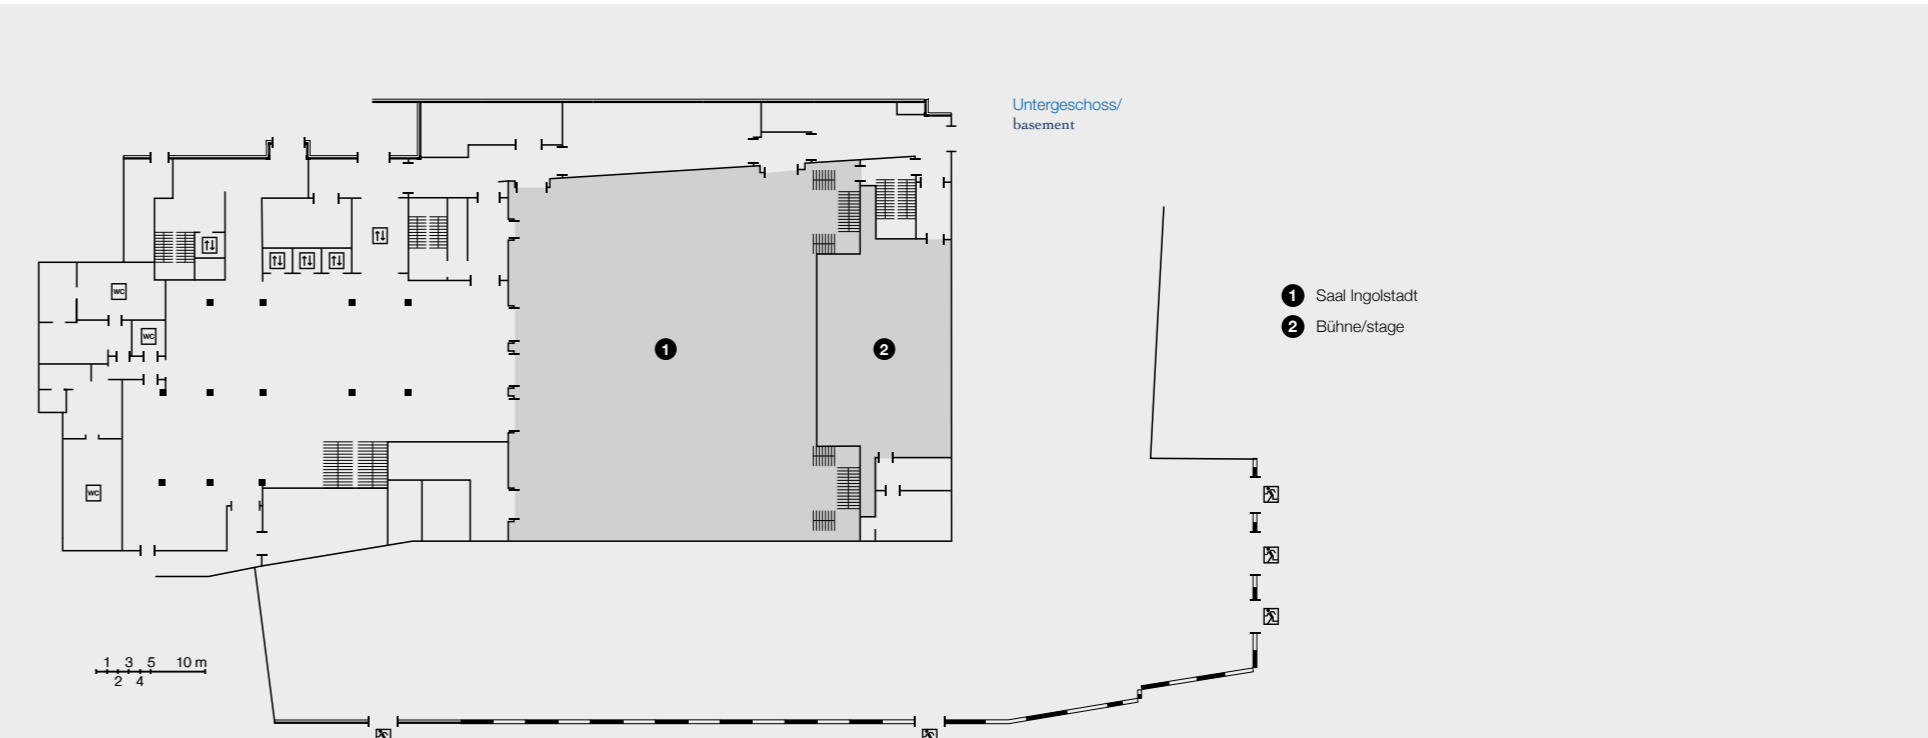 Untergeschoss/
basement
1 Saal Ingolstadt
2 Bühne/stage
1
2
WC
WC
WC
1 3 5 10 m
2 4